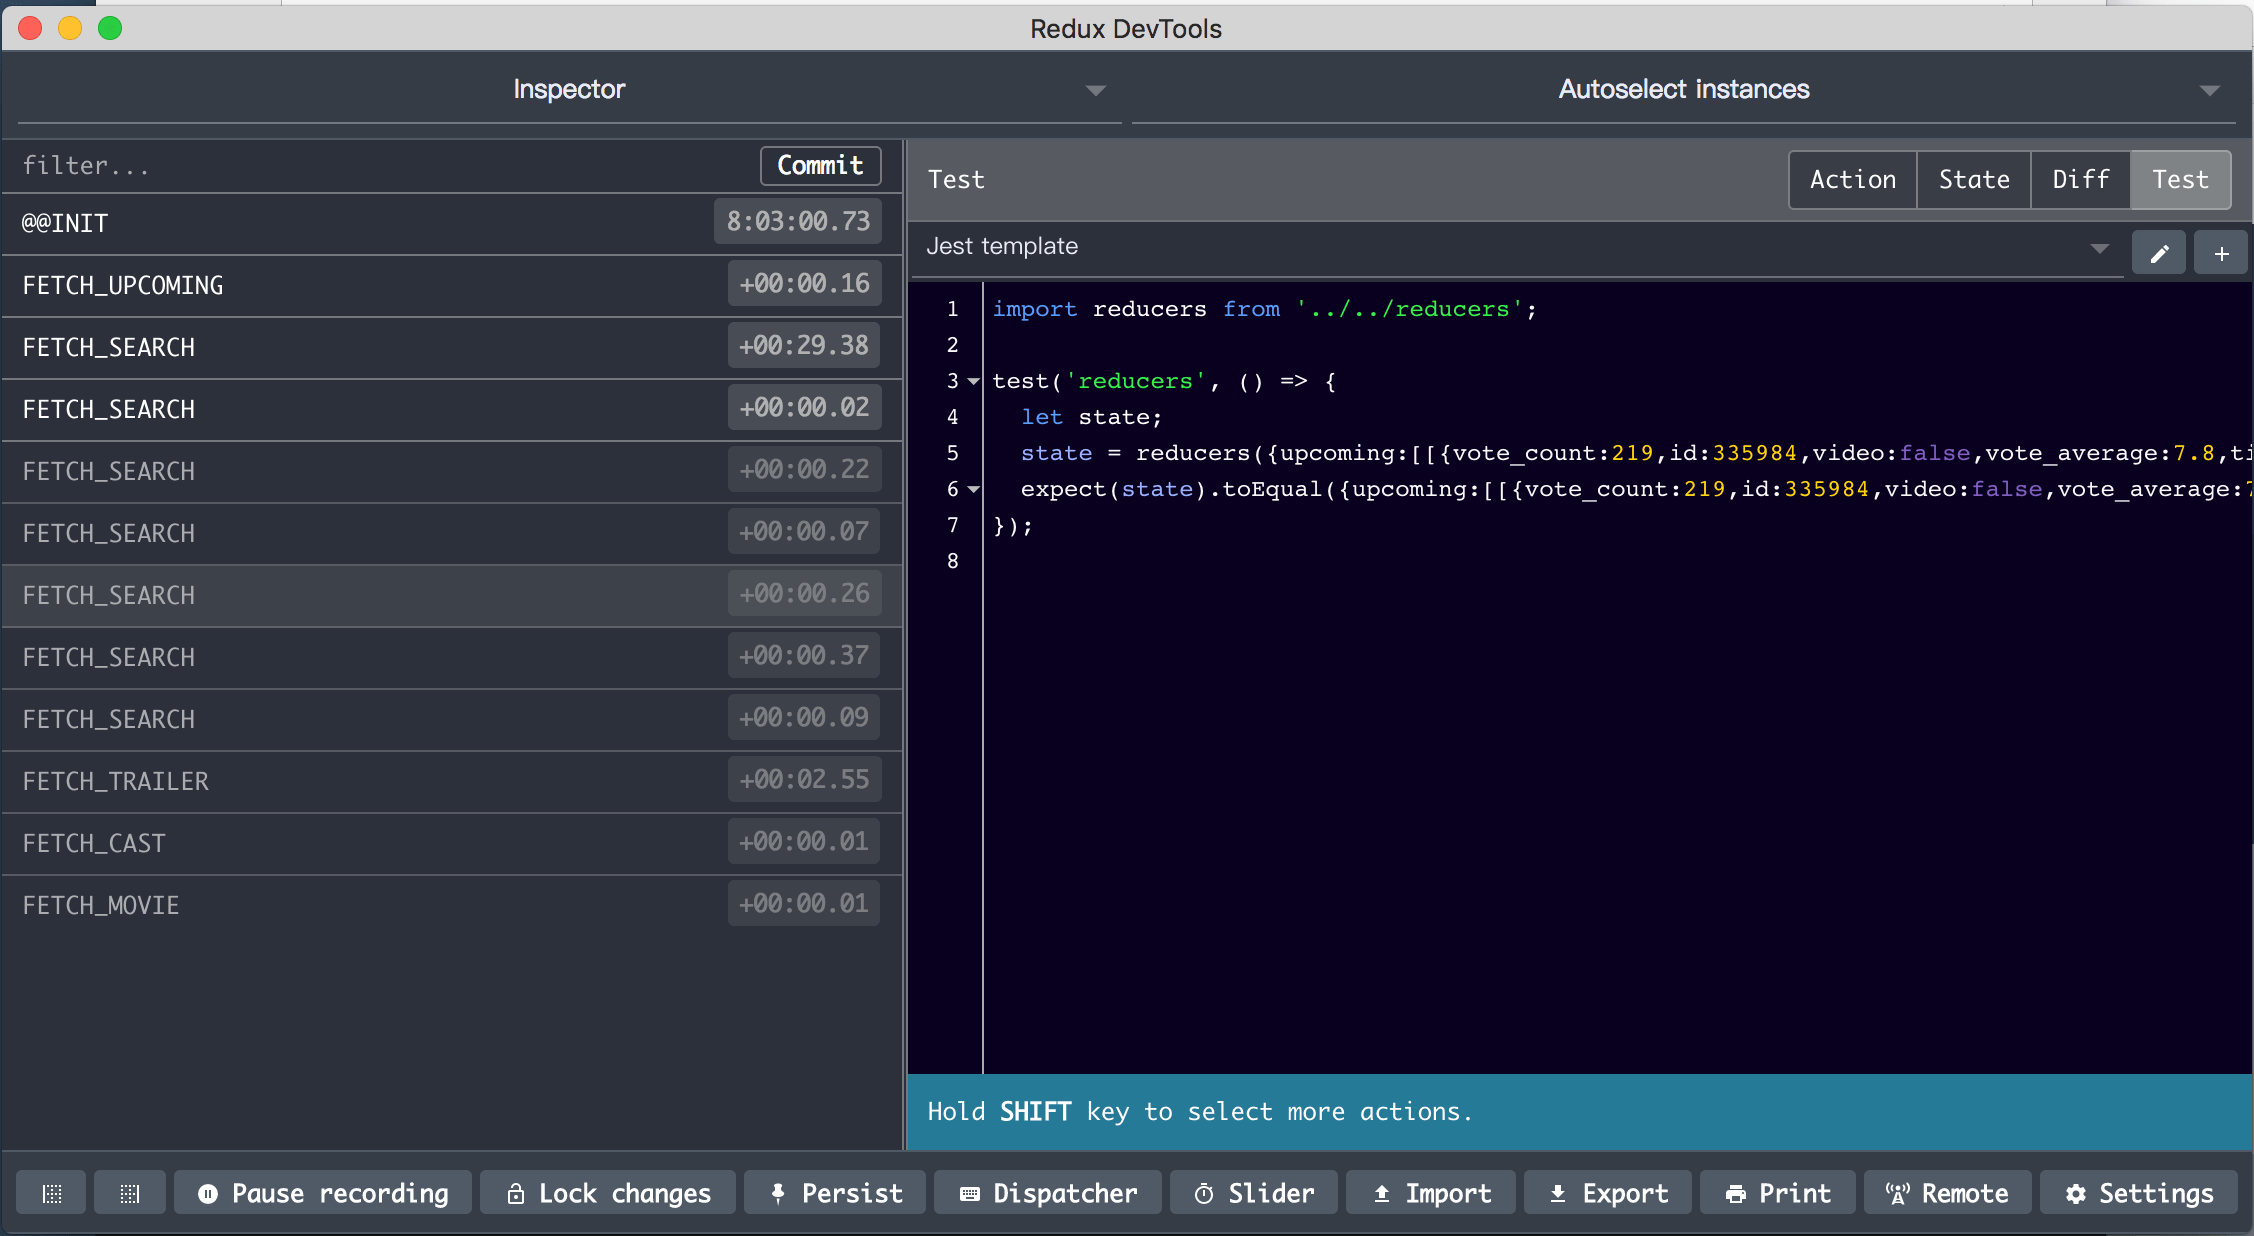 Redux DevTools
Inspector
Autoselect instances
filter...
Commit
@@INIT 8:03:00.73
FETCH_UPCOMING +00:00.16
FETCH_SEARCH +00:29.38
FETCH_SEARCH +00:00.02
FETCH_SEARCH +00:00.22
FETCH_SEARCH +00:00.07
FETCH_SEARCH +00:00.26
FETCH_SEARCH +00:00.37
FETCH_SEARCH +00:00.09
FETCH_TRAILER +00:02.55
FETCH_CAST +00:00.01
FETCH_MOVIE +00:00.01
Test
Action State Diff Test
Jest template
+
1 import reducers from '../../reducers';
2
3 test('reducers', () => {
4 let state;
5 state = reducers({upcoming:[[{vote_count:219,id:335984,video:false,vote_average:7.8,ti
6 expect(state).toEqual({upcoming:[[{vote_count:219,id:335984,video:false,vote_average:7
7 });
8
Hold SHIFT key to select more actions.
Pause recording Lock changes Persist Dispatcher Slider Import Export Print Remote Settings